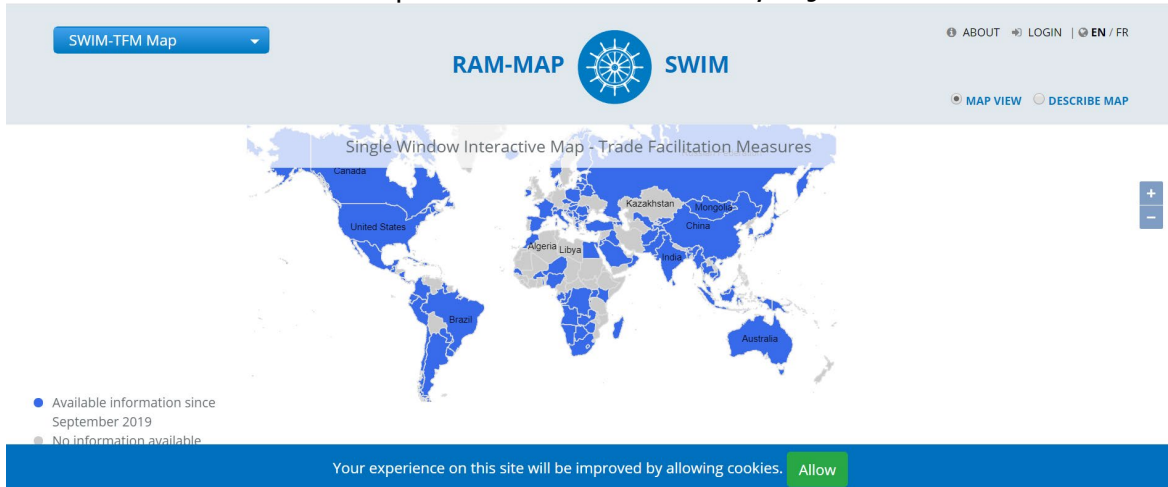 SWIM-TFM Map
ABOUT LOGIN | EN / FR
RAM-MAP SWIM
MAP VIEW DESCRIBE MAP
Single Window Interactive Map - Trade Facilitation Measures
Canada
Kazakhstan
Mongolia
United States
China
Algeria
Libya
India
Brazil
Australia
+
−
Available information since
September 2019
No information available
Your experience on this site will be improved by allowing cookies. Allow